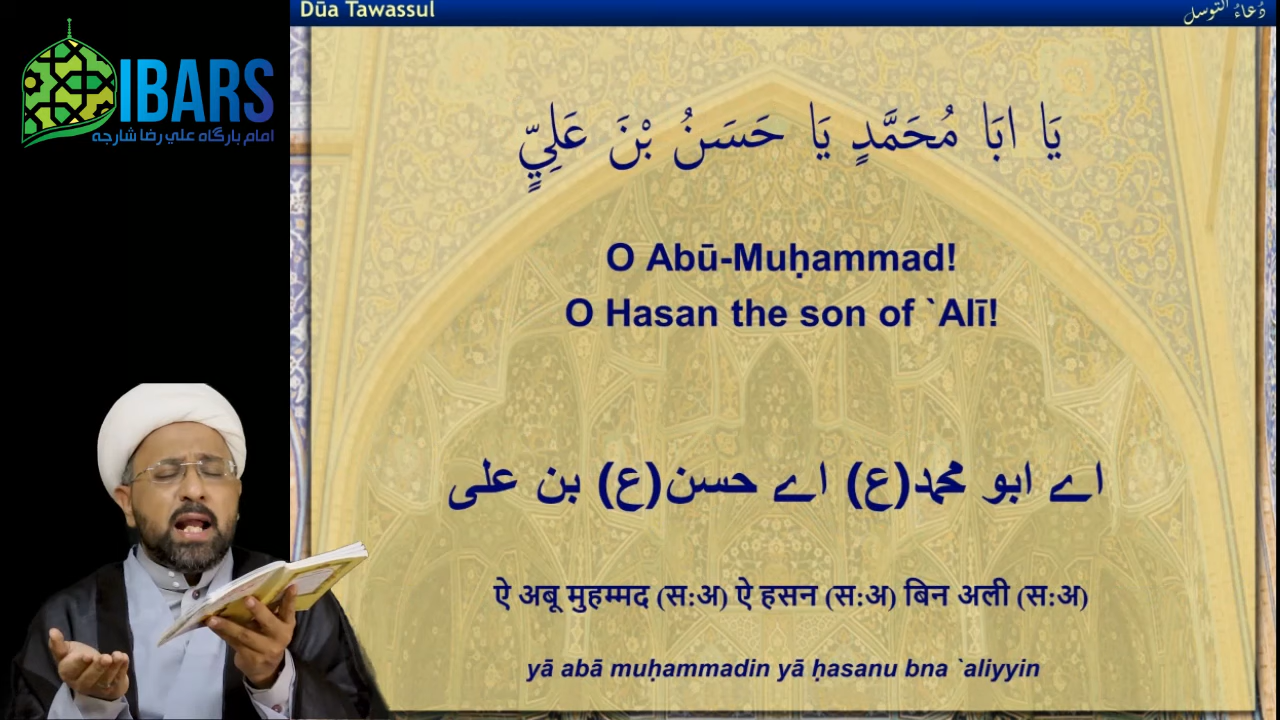 Dūa Tawassul
دُعاءُ التوسل
IBARS
امام بارگاه علي رضا شارجه
يَا ابَا مُحَمَّدٍ يَا حَسَنُ بْنَ عَلِيٍّ
O Abū-Muḥammad!
O Hasan the son of `Alī!
اے ابو محمد(ع) اے حسن(ع) بن علی
ऐ अबू मुहम्मद (स:अ) ऐ हसन (स:अ) बिन अली (स:अ)
yā abā muḥammadin yā ḥasanu bna `aliyyin